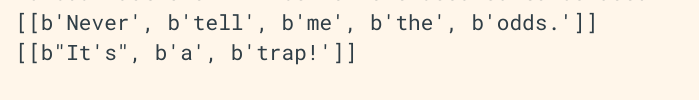 [[b'Never', b'tell', b'me', b'the', b'odds.']]
[[b"It's", b'a', b'trap!']]